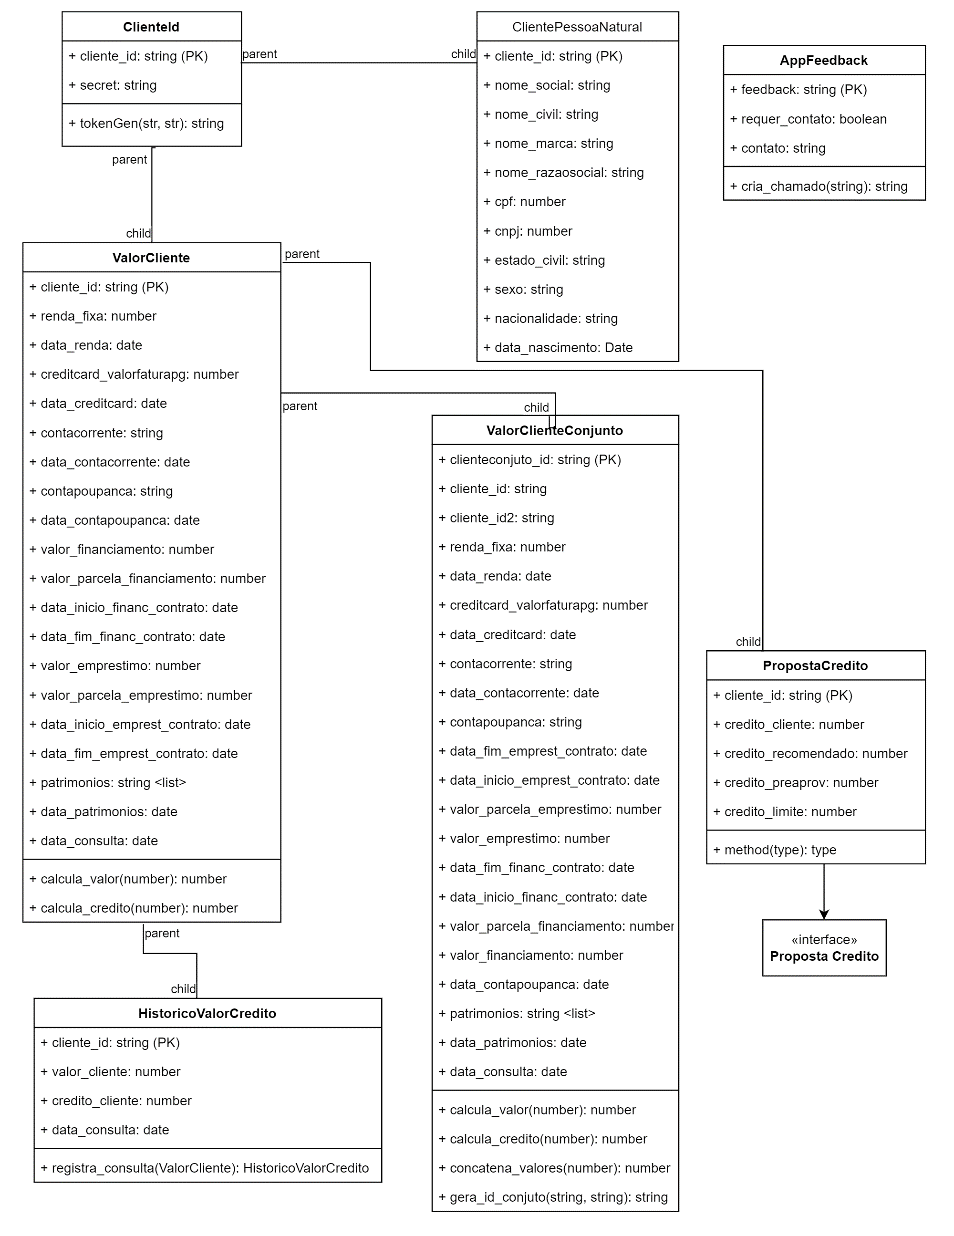 ClienteId
+ cliente_id: string (PK)
+ secret: string
+ tokenGen(str, str): string
parent
child
parent
child
ClientePessoaNatural
+ cliente_id: string (PK)
+ nome_social: string
+ nome_civil: string
+ nome_marca: string
+ nome_razaosocial: string
+ cpf: number
+ cnpj: number
+ estado_civil: string
+ sexo: string
+ nacionalidade: string
+ data_nascimento: Date
AppFeedback
+ feedback: string (PK)
+ requer_contato: boolean
+ contato: string
+ cria_chamado(string): string
ValorCliente
+ cliente_id: string (PK)
+ renda_fixa: number
+ data_renda: date
+ creditcard_valorfaturapg: number
+ data_creditcard: date
+ contacorrente: string
+ data_contacorrente: date
+ contapoupanca: string
+ data_contapoupanca: date
+ valor_financiamento: number
+ valor_parcela_financiamento: number
+ data_inicio_financ_contrato: date
+ data_fim_financ_contrato: date
+ valor_emprestimo: number
+ valor_parcela_emprestimo: number
+ data_inicio_emprest_contrato: date
+ data_fim_emprest_contrato: date
+ patrimonios: string <list>
+ data_patrimonios: date
+ data_consulta: date
+ calcula_valor(number): number
+ calcula_credito(number): number
parent
child
parent
child
parent
child
ValorClienteConjunto
+ clienteconjuto_id: string (PK)
+ cliente_id: string
+ cliente_id2: string
+ renda_fixa: number
+ data_renda: date
+ creditcard_valorfaturapg: number
+ data_creditcard: date
+ contacorrente: string
+ data_contacorrente: date
+ contapoupanca: string
+ data_fim_emprest_contrato: date
+ data_inicio_emprest_contrato: date
+ valor_parcela_emprestimo: number
+ valor_emprestimo: number
+ data_fim_financ_contrato: date
+ data_inicio_financ_contrato: date
+ valor_parcela_financiamento: number
+ valor_financiamento: number
+ data_contapoupanca: date
+ patrimonios: string <list>
+ data_patrimonios: date
+ data_consulta: date
+ calcula_valor(number): number
+ calcula_credito(number): number
+ concatena_valores(number): number
+ gera_id_conjuto(string, string): string
PropostaCredito
+ cliente_id: string (PK)
+ credito_cliente: number
+ credito_recomendado: number
+ credito_preaprov: number
+ credito_limite: number
+ method(type): type
«interface»
Proposta Credito
HistoricoValorCredito
+ cliente_id: string (PK)
+ valor_cliente: number
+ credito_cliente: number
+ data_consulta: date
+ registra_consulta(ValorCliente): HistoricoValorCredito